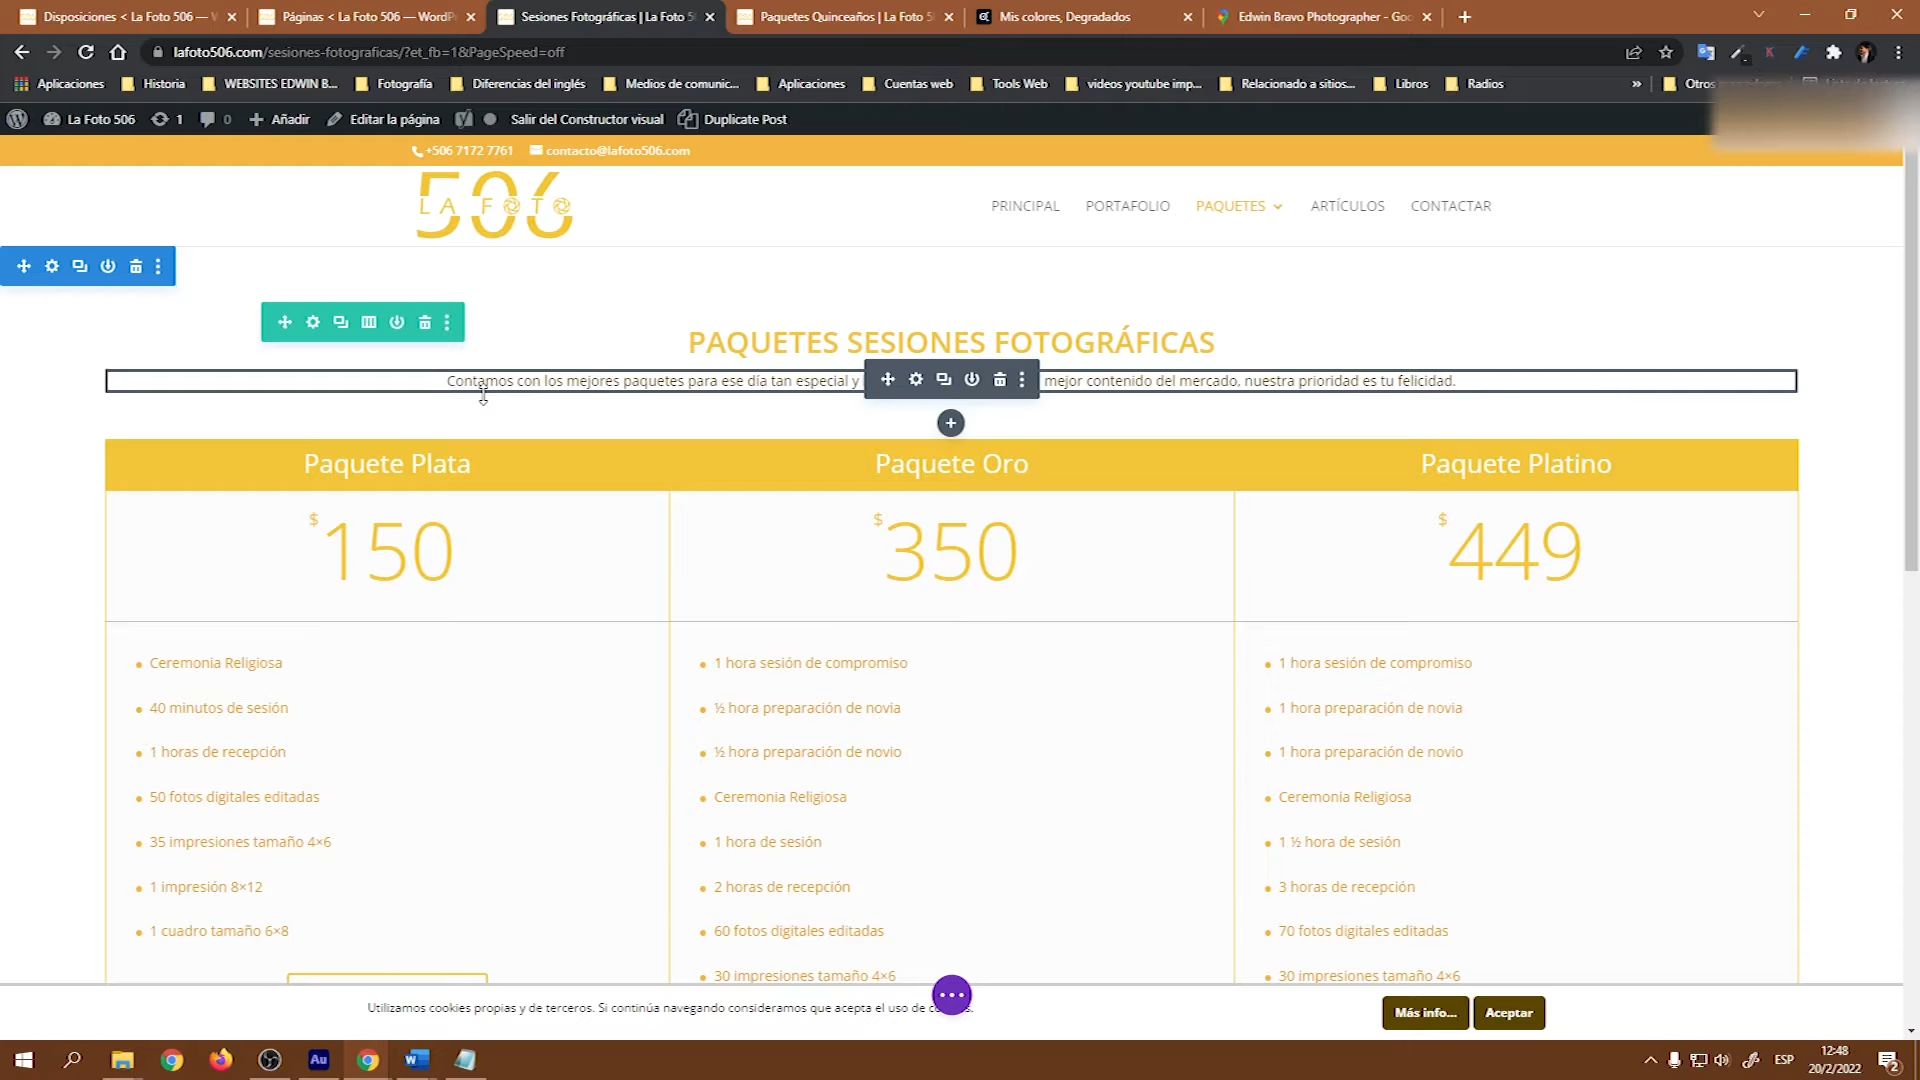 Disposiciones < La Foto 506 — W
Páginas < La Foto 506 — WordPr
Sesiones Fotográficas | La Foto 5
Paquetes Quinceaños | La Foto 5
Mis colores, Degradados
Edwin Bravo Photographer - Goo
lafoto506.com/sesiones-fotograficas/?et_fb=1&PageSpeed=off
Aplicaciones
Historia
WEBSITES EDWIN B...
Fotografía
Diferencias del inglés
Medios de comunic...
Aplicaciones
Cuentas web
Tools Web
videos youtube imp...
Relacionado a sitios...
Libros
Radios
»
Otros
La Foto 506
1
0
Añadir
Editar la página
Salir del Constructor visual
Duplicate Post
+506 7172 7761
contacto@lafoto506.com
506
LA FOTO
PRINCIPAL
PORTAFOLIO
PAQUETES
ARTÍCULOS
CONTACTAR
PAQUETES SESIONES FOTOGRÁFICAS
Contamos con los mejores paquetes para ese día tan especial y
mejor contenido del mercado, nuestra prioridad es tu felicidad.
Paquete Plata
Paquete Oro
Paquete Platino
$150
$350
$449
Ceremonia Religiosa
40 minutos de sesión
1 horas de recepción
50 fotos digitales editadas
35 impresiones tamaño 4×6
1 impresión 8×12
1 cuadro tamaño 6×8
1 hora sesión de compromiso
½ hora preparación de novia
½ hora preparación de novio
Ceremonia Religiosa
1 hora de sesión
2 horas de recepción
60 fotos digitales editadas
30 impresiones tamaño 4×6
1 hora sesión de compromiso
1 hora preparación de novia
1 hora preparación de novio
Ceremonia Religiosa
1 ½ hora de sesión
3 horas de recepción
70 fotos digitales editadas
30 impresiones tamaño 4×6
Utilizamos cookies propias y de terceros. Si continúa navegando consideramos que acepta el uso de
Más info...
Aceptar
Au
ESP
12:48
20/2/2022
2